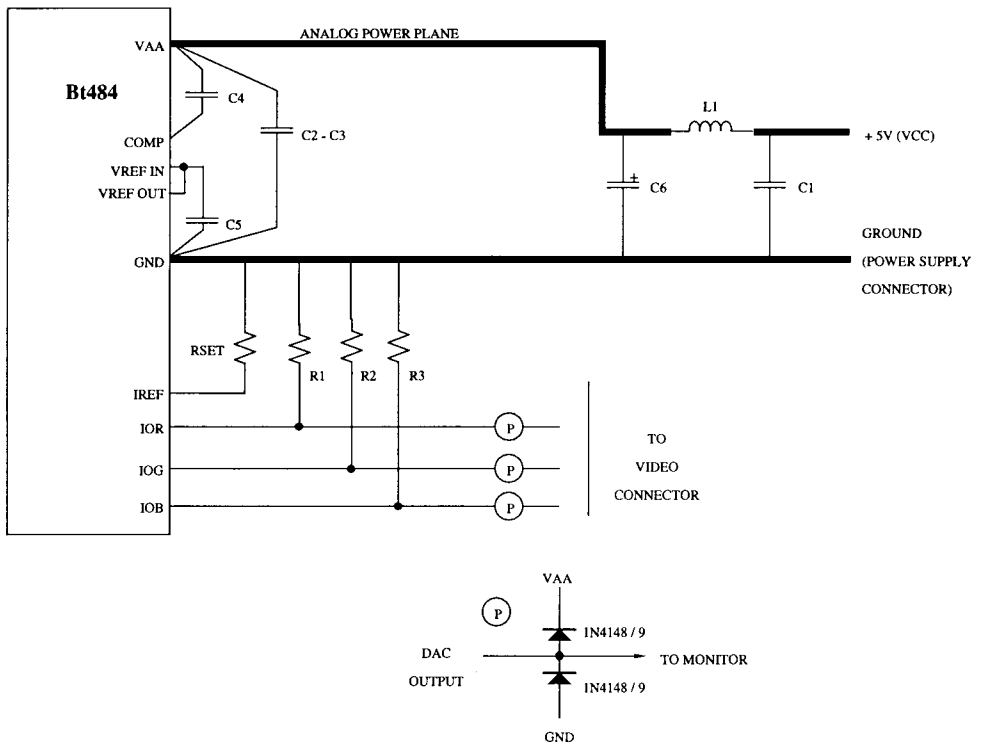 ANALOG POWER PLANE
VAA
Bt484
C4
L1
C2 - C3
+ 5V (VCC)
COMP
VREF IN
VREF OUT
+
C6
C1
C5
GND
GROUND
(POWER SUPPLY
CONNECTOR)
RSET
R1
R2
R3
IREF
IOR
P
TO
VIDEO
CONNECTOR
IOG
P
IOB
P
VAA
P
1N4148 / 9
DAC
OUTPUT
TO MONITOR
1N4148 / 9
GND